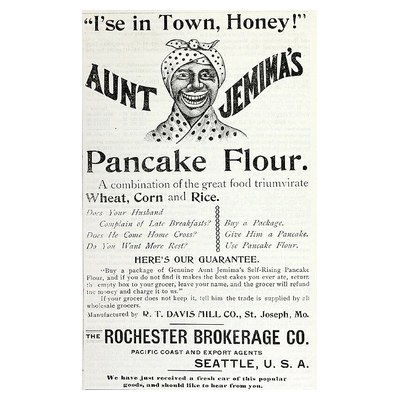 "I'se in Town, Honey!"
AUNT JEMIMA'S
Pancake Flour.
A combination of the great food triumvirate
Wheat, Corn and Rice.
Does Your Husband
Complain of Late Breakfasts? Buy a Package.
Does He Come Home Cross? Give Him a Pancake.
Do You Want More Rest? Use Pancake Flour.
HERE'S OUR GUARANTEE.
"Buy a package of Genuine Aunt Jemima's Self-Rising Pancake
Flour, and if you do not find it makes the best cakes you ever ate, return
the empty box to your grocer, leave your name, and the grocer will refund
the money and charge it to us."
If your grocer does not keep it, tell him the trade is supplied by all
wholesale grocers.
Manufactured by R. T. DAVIS MILL CO., St. Joseph, Mo.
THE ROCHESTER BROKERAGE CO.
PACIFIC COAST AND EXPORT AGENTS
SEATTLE, U. S. A.
We have just received a fresh car of this popular
goods, and should like to hear from you.